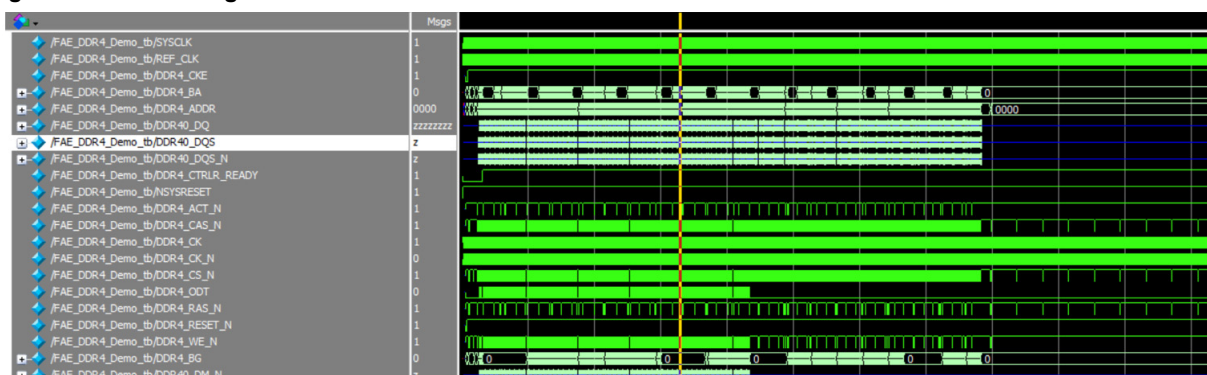 Msgs
/FAE_DDR4_Demo_tb/SYSCLK 1
/FAE_DDR4_Demo_tb/REF_CLK 1
/FAE_DDR4_Demo_tb/DDR4_CKE 1
/FAE_DDR4_Demo_tb/DDR4_BA 0 0
/FAE_DDR4_Demo_tb/DDR4_ADDR 0000 0000
/FAE_DDR4_Demo_tb/DDR40_DQ zzzzzzzz
/FAE_DDR4_Demo_tb/DDR40_DQS z
/FAE_DDR4_Demo_tb/DDR40_DQS_N z
/FAE_DDR4_Demo_tb/DDR4_CTRLR_READY 1
/FAE_DDR4_Demo_tb/NSYSRESET 1
/FAE_DDR4_Demo_tb/DDR4_ACT_N 1
/FAE_DDR4_Demo_tb/DDR4_CAS_N 1
/FAE_DDR4_Demo_tb/DDR4_CK 1
/FAE_DDR4_Demo_tb/DDR4_CK_N 0
/FAE_DDR4_Demo_tb/DDR4_CS_N 1
/FAE_DDR4_Demo_tb/DDR4_ODT 0
/FAE_DDR4_Demo_tb/DDR4_RAS_N 1
/FAE_DDR4_Demo_tb/DDR4_RESET_N 1
/FAE_DDR4_Demo_tb/DDR4_WE_N 1
/FAE_DDR4_Demo_tb/DDR4_BG 0 0 0 0 0 0
/FAE_DDR4_Demo_tb/DDR40_DM_N z